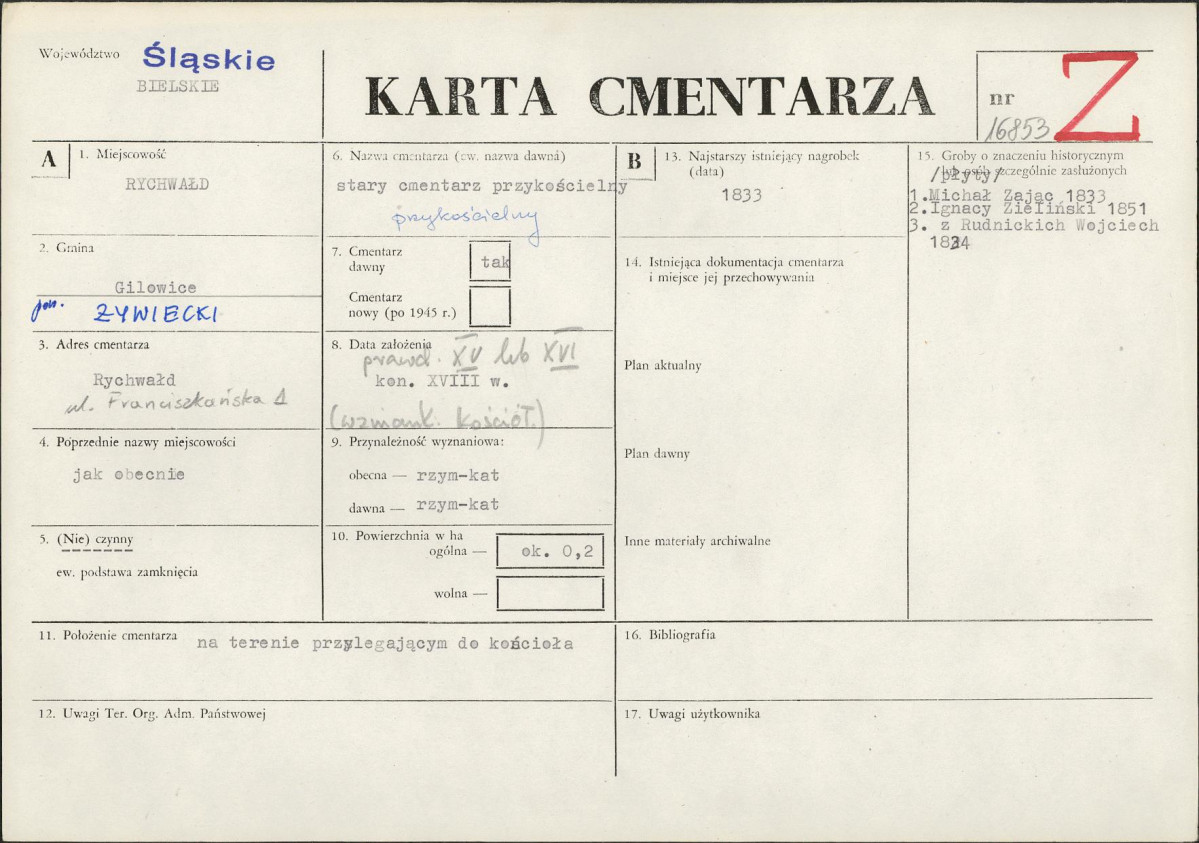 Województwo Śląskie
BIELSKIE
KARTA CMENTARZA
nr
16853
Z
A
1. Miejscowość
RYCHWAŁD
2. Gmina
Gilowice
pow. ŻYWIECKI
3. Adres cmentarza
Rychwałd
ul. Franciszkańska 1
4. Poprzednie nazwy miejscowości
jak obecnie
5. (Nie) czynny
ew. podstawa zamknięcia
6. Nazwa cmentarza (ew. nazwa dawna)
stary cmentarz przykościelny
przykościelny
7. Cmentarz
dawny tak
Cmentarz
nowy (po 1945 r.)
8. Data założenia
prawd. XV lub XVI
kon. XVIII w.
(wzmiank. kościół.)
9. Przynależność wyznaniowa:
obecna — rzym-kat
dawna — rzym-kat
10. Powierzchnia w ha
ogólna — ok. 0,2
wolna —
11. Położenie cmentarza na terenie przylegającym do kościoła
12. Uwagi Ter. Org. Adm. Państwowej
B
13. Najstarszy istniejący nagrobek
(data)
1833
14. Istniejąca dokumentacja cmentarza
i miejsce jej przechowywania
Plan aktualny
Plan dawny
Inne materiały archiwalne
15. Groby o znaczeniu historycznym
lub osób szczególnie zasłużonych
/płyty/
1.Michał Zając 1833
2.Ignacy Zieliński 1851
3. z Rudnickich Wojciech
1824
16. Bibliografia
17. Uwagi użytkownika